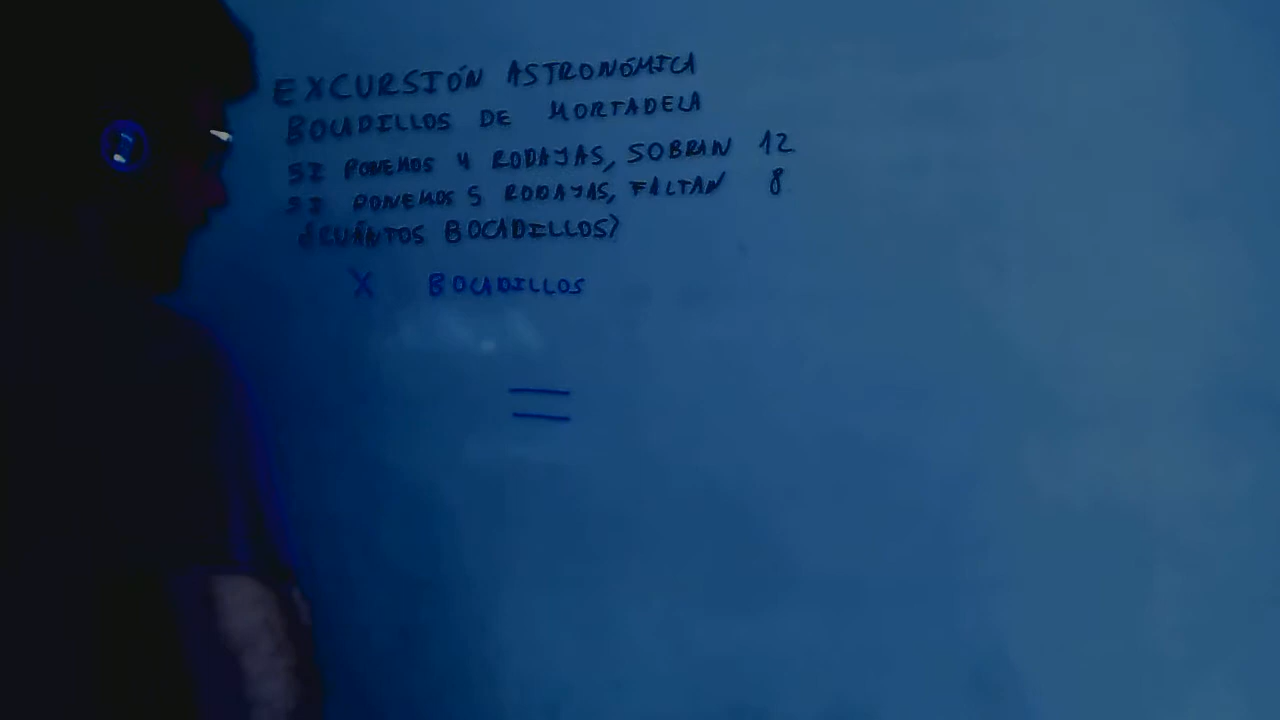 EXCURSIÓN ASTRONÓMICA
BOCADILLOS DE MORTADELA
SI PONEMOS 4 RODAJAS, SOBRAN 12
SI PONEMOS 5 RODAJAS, FALTAN 8
¿CUÁNTOS BOCADILLOS?
X BOCADILLOS
=